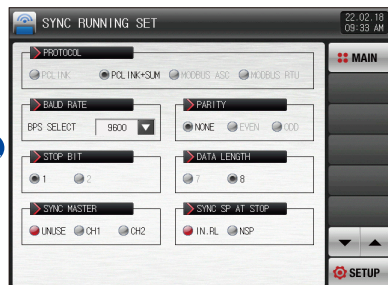 SYNC RUNNING SET
22.02.18
09:33 AM
PROTOCOL
PCLINK PCLINK+SUM MODBUS ASC MODBUS RTU
BAUD RATE
BPS SELECT 9600
PARITY
NONE EVEN ODD
STOP BIT
1 2
DATA LENGTH
7 8
SYNC MASTER
UNUSE CH1 CH2
SYNC SP AT STOP
IN.RL NSP
MAIN
SETUP